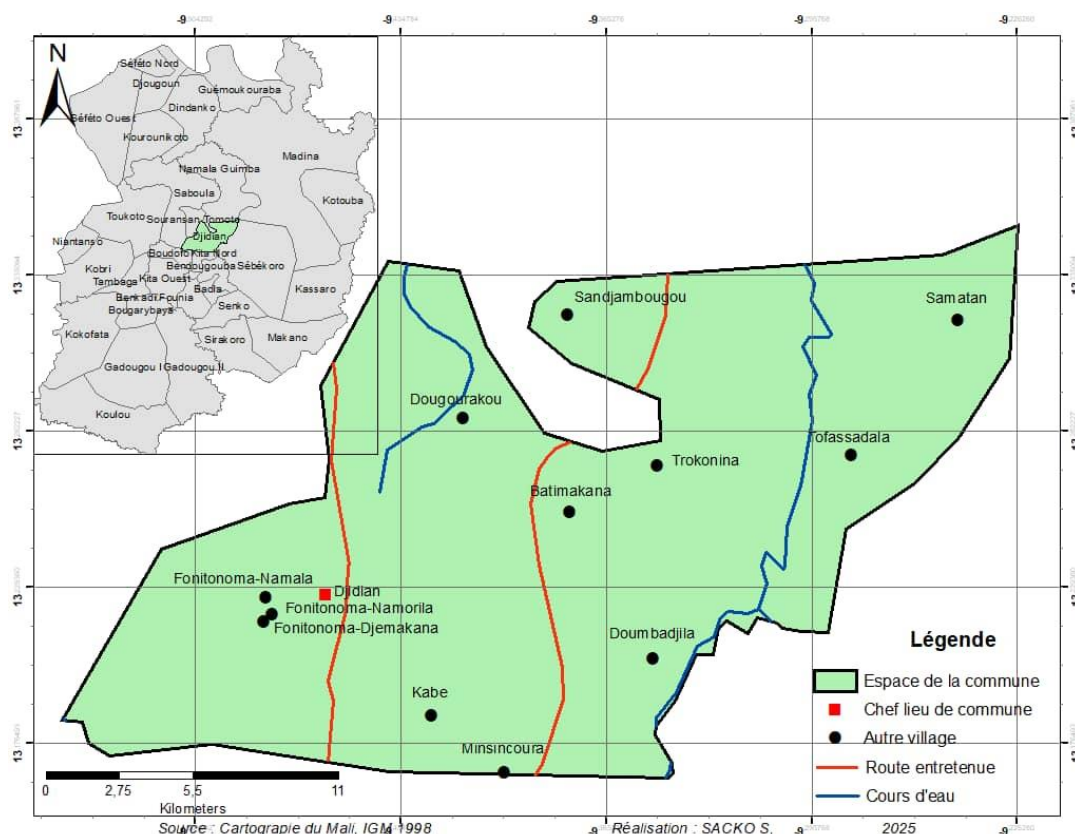 N
Séféto Nord
Djougoun
Guémoukouraba
Dindanko
Séféto Ouest
Kourounikoto
Madina
Namala Guimba
Saboula
Kotouba
Toukoto
Souransan Tomoto
Djidian
Niantanso
Boudofo Kita Nord
Kobri
Bendougouba Sébékoro
Tambaga Kita Ouest
Badia
Kassaro
Benkadi Founia
Bougarybaya
Senko
Kokofata
Sirakoro
Makano
Gadougou I
Gadougou II
Koulou
Sandjambougou
Samatan
Dougourakou
Tofassadala
Trokonina
Batimakana
Fonitonoma-Namala
Djidian
Fonitonoma-Namorila
Fonitonoma-Djemakana
Doumbadjila
Kabe
Minsincoura
Légende
Espace de la commune
Chef lieu de commune
Autre village
Route entretenue
Cours d'eau
0 2,75 5,5 11
Kilometers
Source : Cartograpie du Mali, IGM 1998
Réalisation : SACKO S. 2025